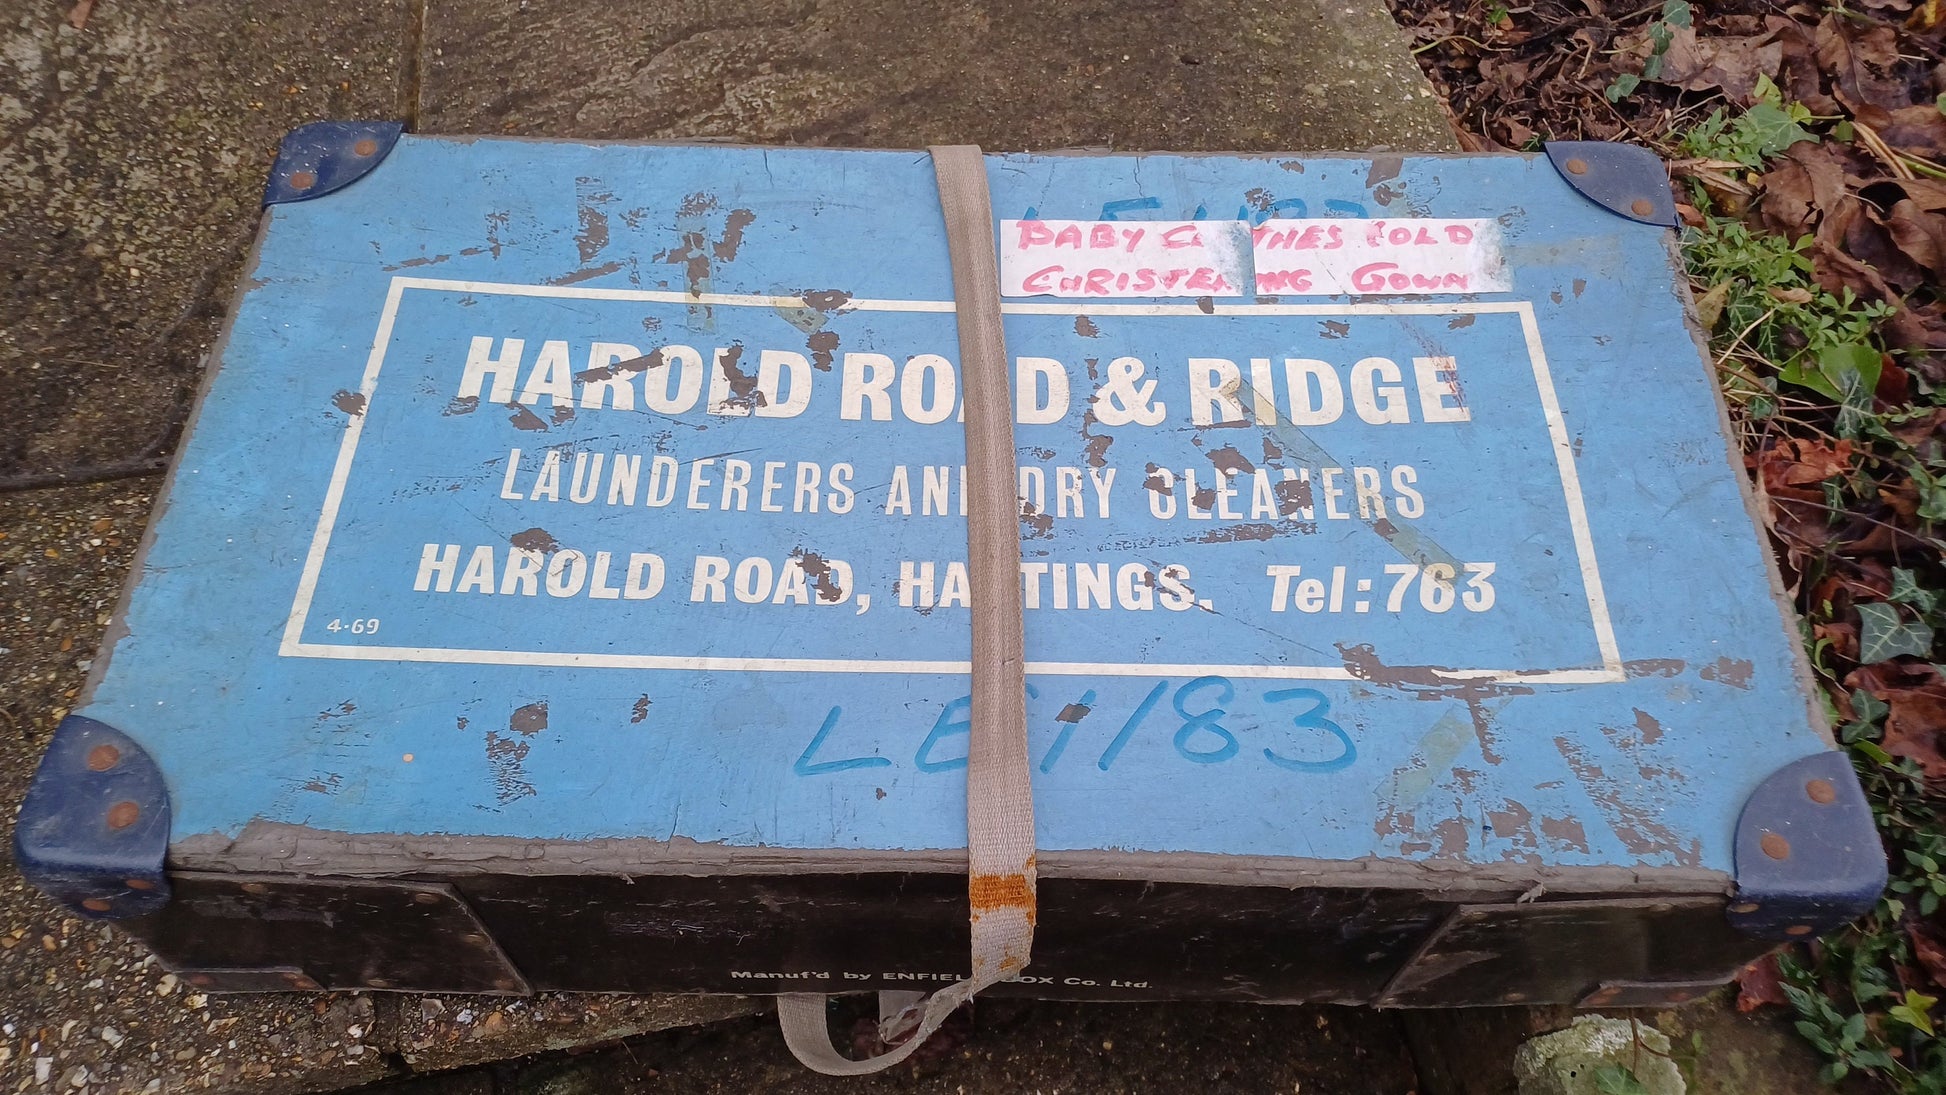 BABY CLOTHES & OLD
CHRISTENING GOWN
HAROLD ROAD & RIDGE
LAUNDERERS AND DRY CLEANERS
HAROLD ROAD, HASTINGS. Tel: 763
4-69
LE1/83
Manuf'd by ENFIELD BOX Co. Ltd.